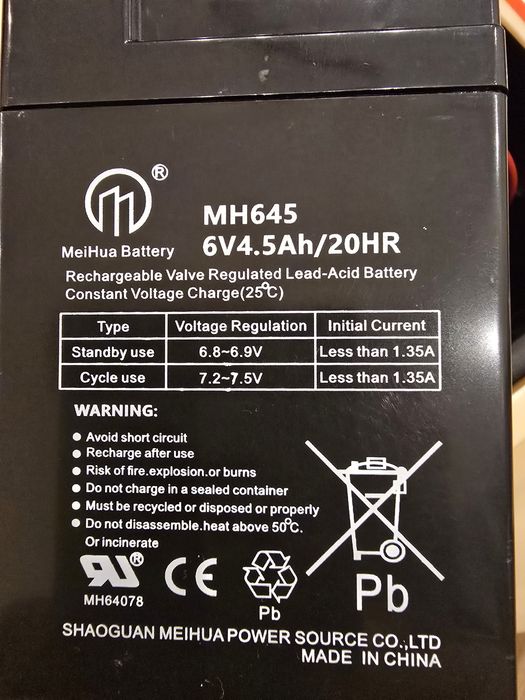 ®
MeiHua Battery
MH645
6V4.5Ah/20HR
Rechargeable Valve Regulated Lead-Acid Battery
Constant Voltage Charge(25℃)
Type Voltage Regulation Initial Current
Standby use 6.8~6.9V Less than 1.35A
Cycle use 7.2~7.5V Less than 1.35A
WARNING:
● Avoid short circuit
● Recharge after use
● Risk of fire.explosion.or burns
● Do not charge in a sealed container
● Must be recycled or disposed or properly
● Do not disassemble.heat above 50℃.
Or incinerate
RU®
MH64078
CE
Pb
Pb
SHAOGUAN MEIHUA POWER SOURCE CO.,LTD
MADE IN CHINA